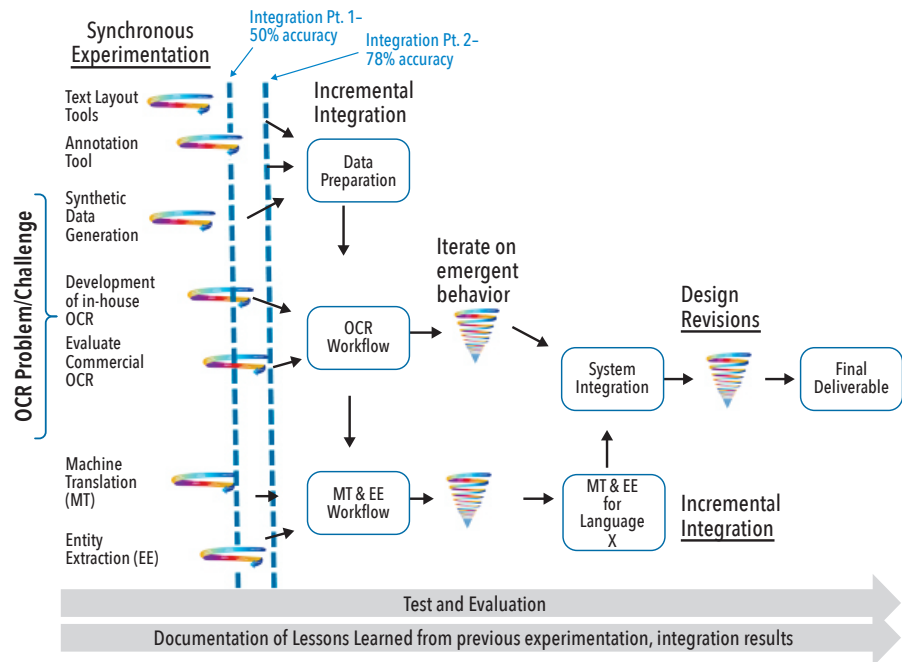 Synchronous
Experimentation
Integration Pt. 1–
50% accuracy
Integration Pt. 2–
78% accuracy
Incremental
Integration
Text Layout
Tools
Annotation
Tool
Data
Preparation
OCR Problem/Challenge
Synthetic
Data
Generation
Iterate on
emergent
behavior
Development
of in-house
OCR
OCR
Workflow
Evaluate
Commercial
OCR
Design
Revisions
System
Integration
Final
Deliverable
Machine
Translation
(MT)
MT & EE
Workflow
MT & EE
for
Language
X
Incremental
Integration
Entity
Extraction (EE)
Test and Evaluation
Documentation of Lessons Learned from previous experimentation, integration results